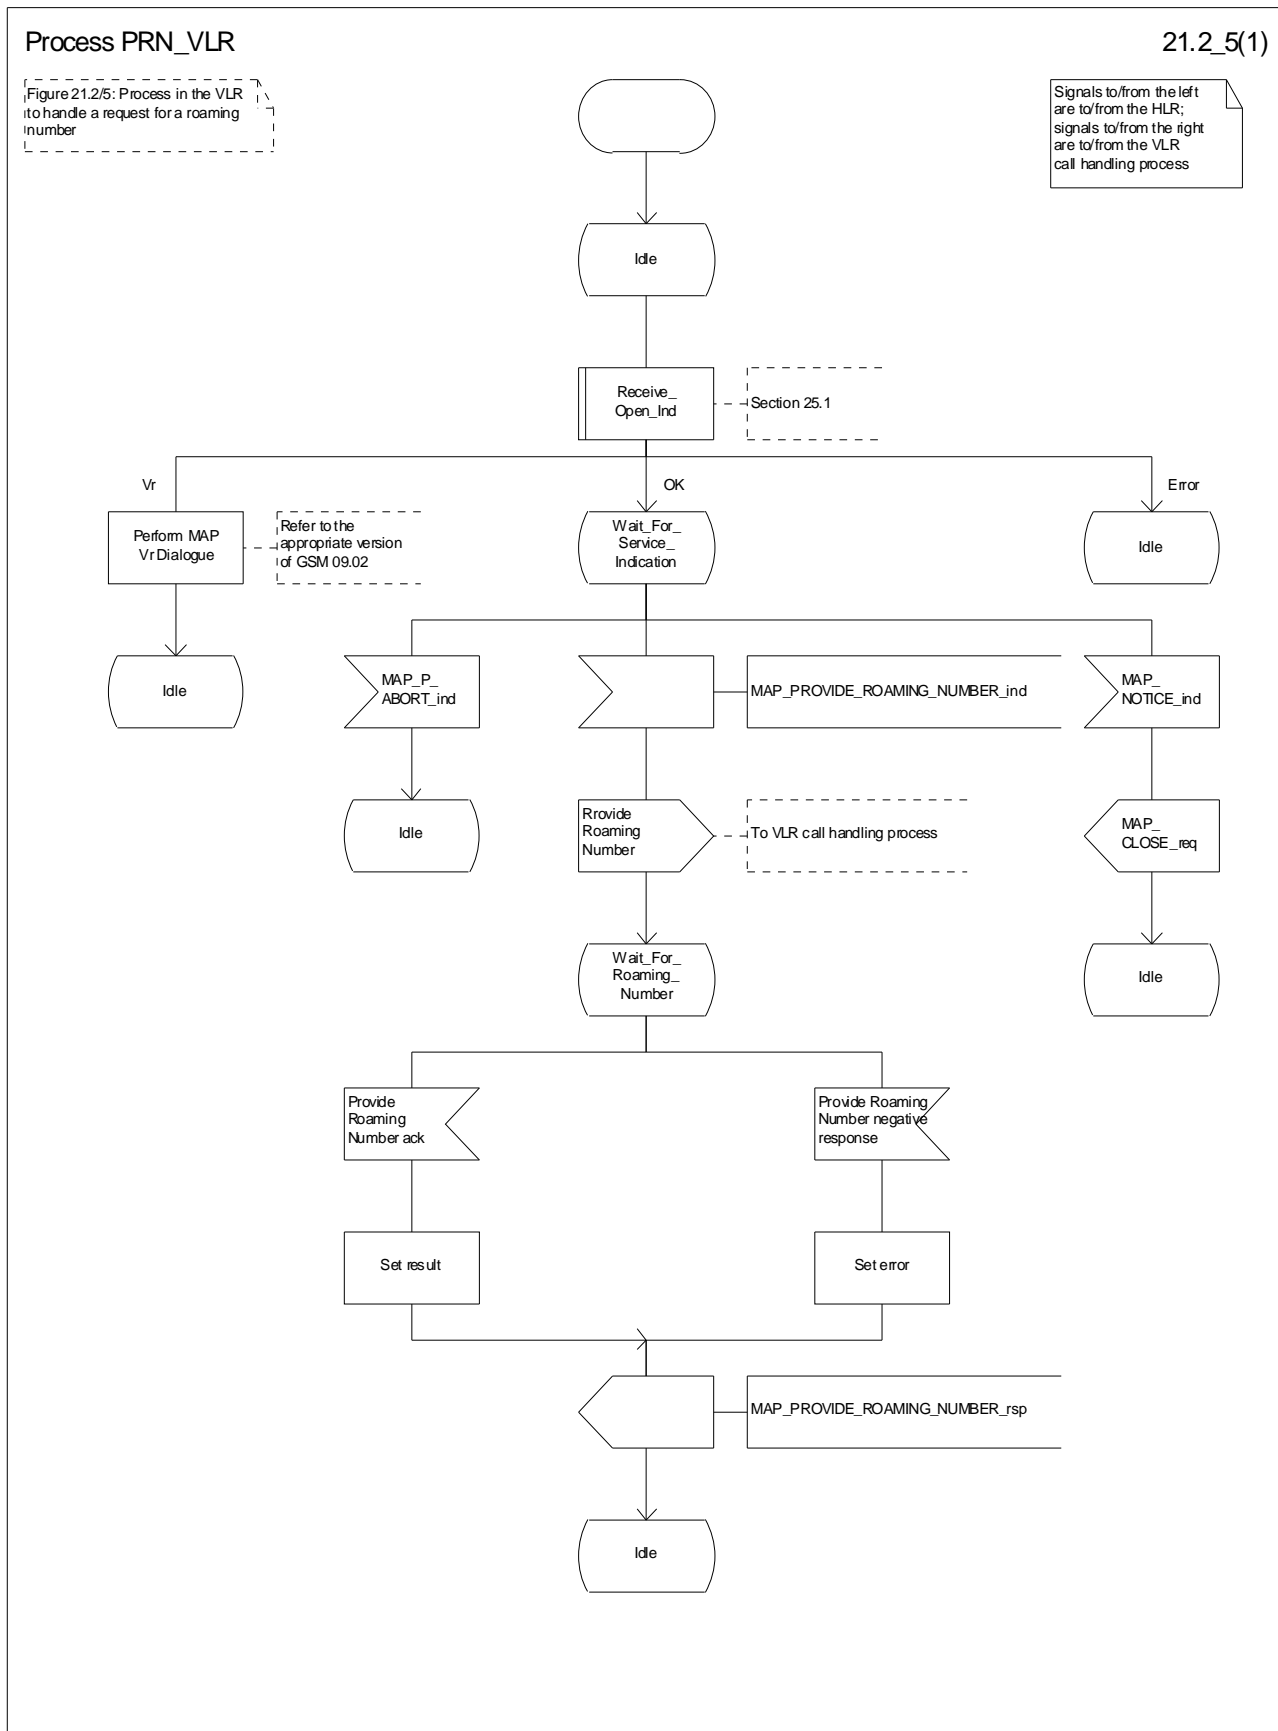 Process PRN_VLR
21.2_5(1)
Figure 21.2/5: Process in the VLR
to handle a request for a roaming
number
Signals to/from the left
are to/from the HLR;
signals to/from the right
are to/from the VLR
call handling process
Idle
Receive_
Open_Ind
Section 25.1
Vr
OK
Error
Perform MAP
Vr Dialogue
Refer to the
appropriate version
of GSM 09.02
Wait_For_
Service_
Indication
Idle
Idle
MAP_P_
ABORT_ind
MAP_PROVIDE_ROAMING_NUMBER_ind
MAP_
NOTICE_ind
Idle
Rrovide
Roaming
Number
To VLR call handling process
MAP_
CLOSE_req
Wait_For_
Roaming_
Number
Idle
Provide
Roaming
Number ack
Provide Roaming
Number negative
response
Set result
Set error
MAP_PROVIDE_ROAMING_NUMBER_rsp
Idle